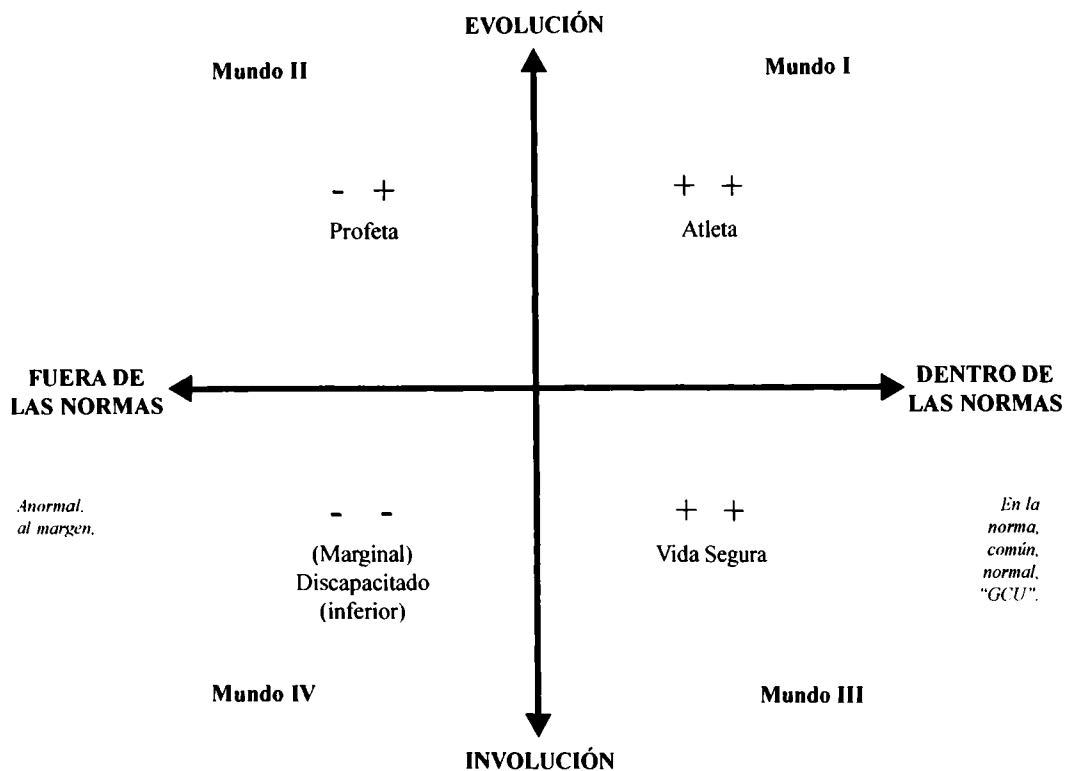 EVOLUCIÓN
Mundo II
Mundo I
- +
Profeta
+ +
Atleta
FUERA DE
LAS NORMAS
DENTRO DE
LAS NORMAS
Anormal,
al margen,
- -
(Marginal)
Discapacitado
(inferior)
+ +
Vida Segura
En la
norma,
común,
normal,
“GCU”.
Mundo IV
Mundo III
INVOLUCIÓN